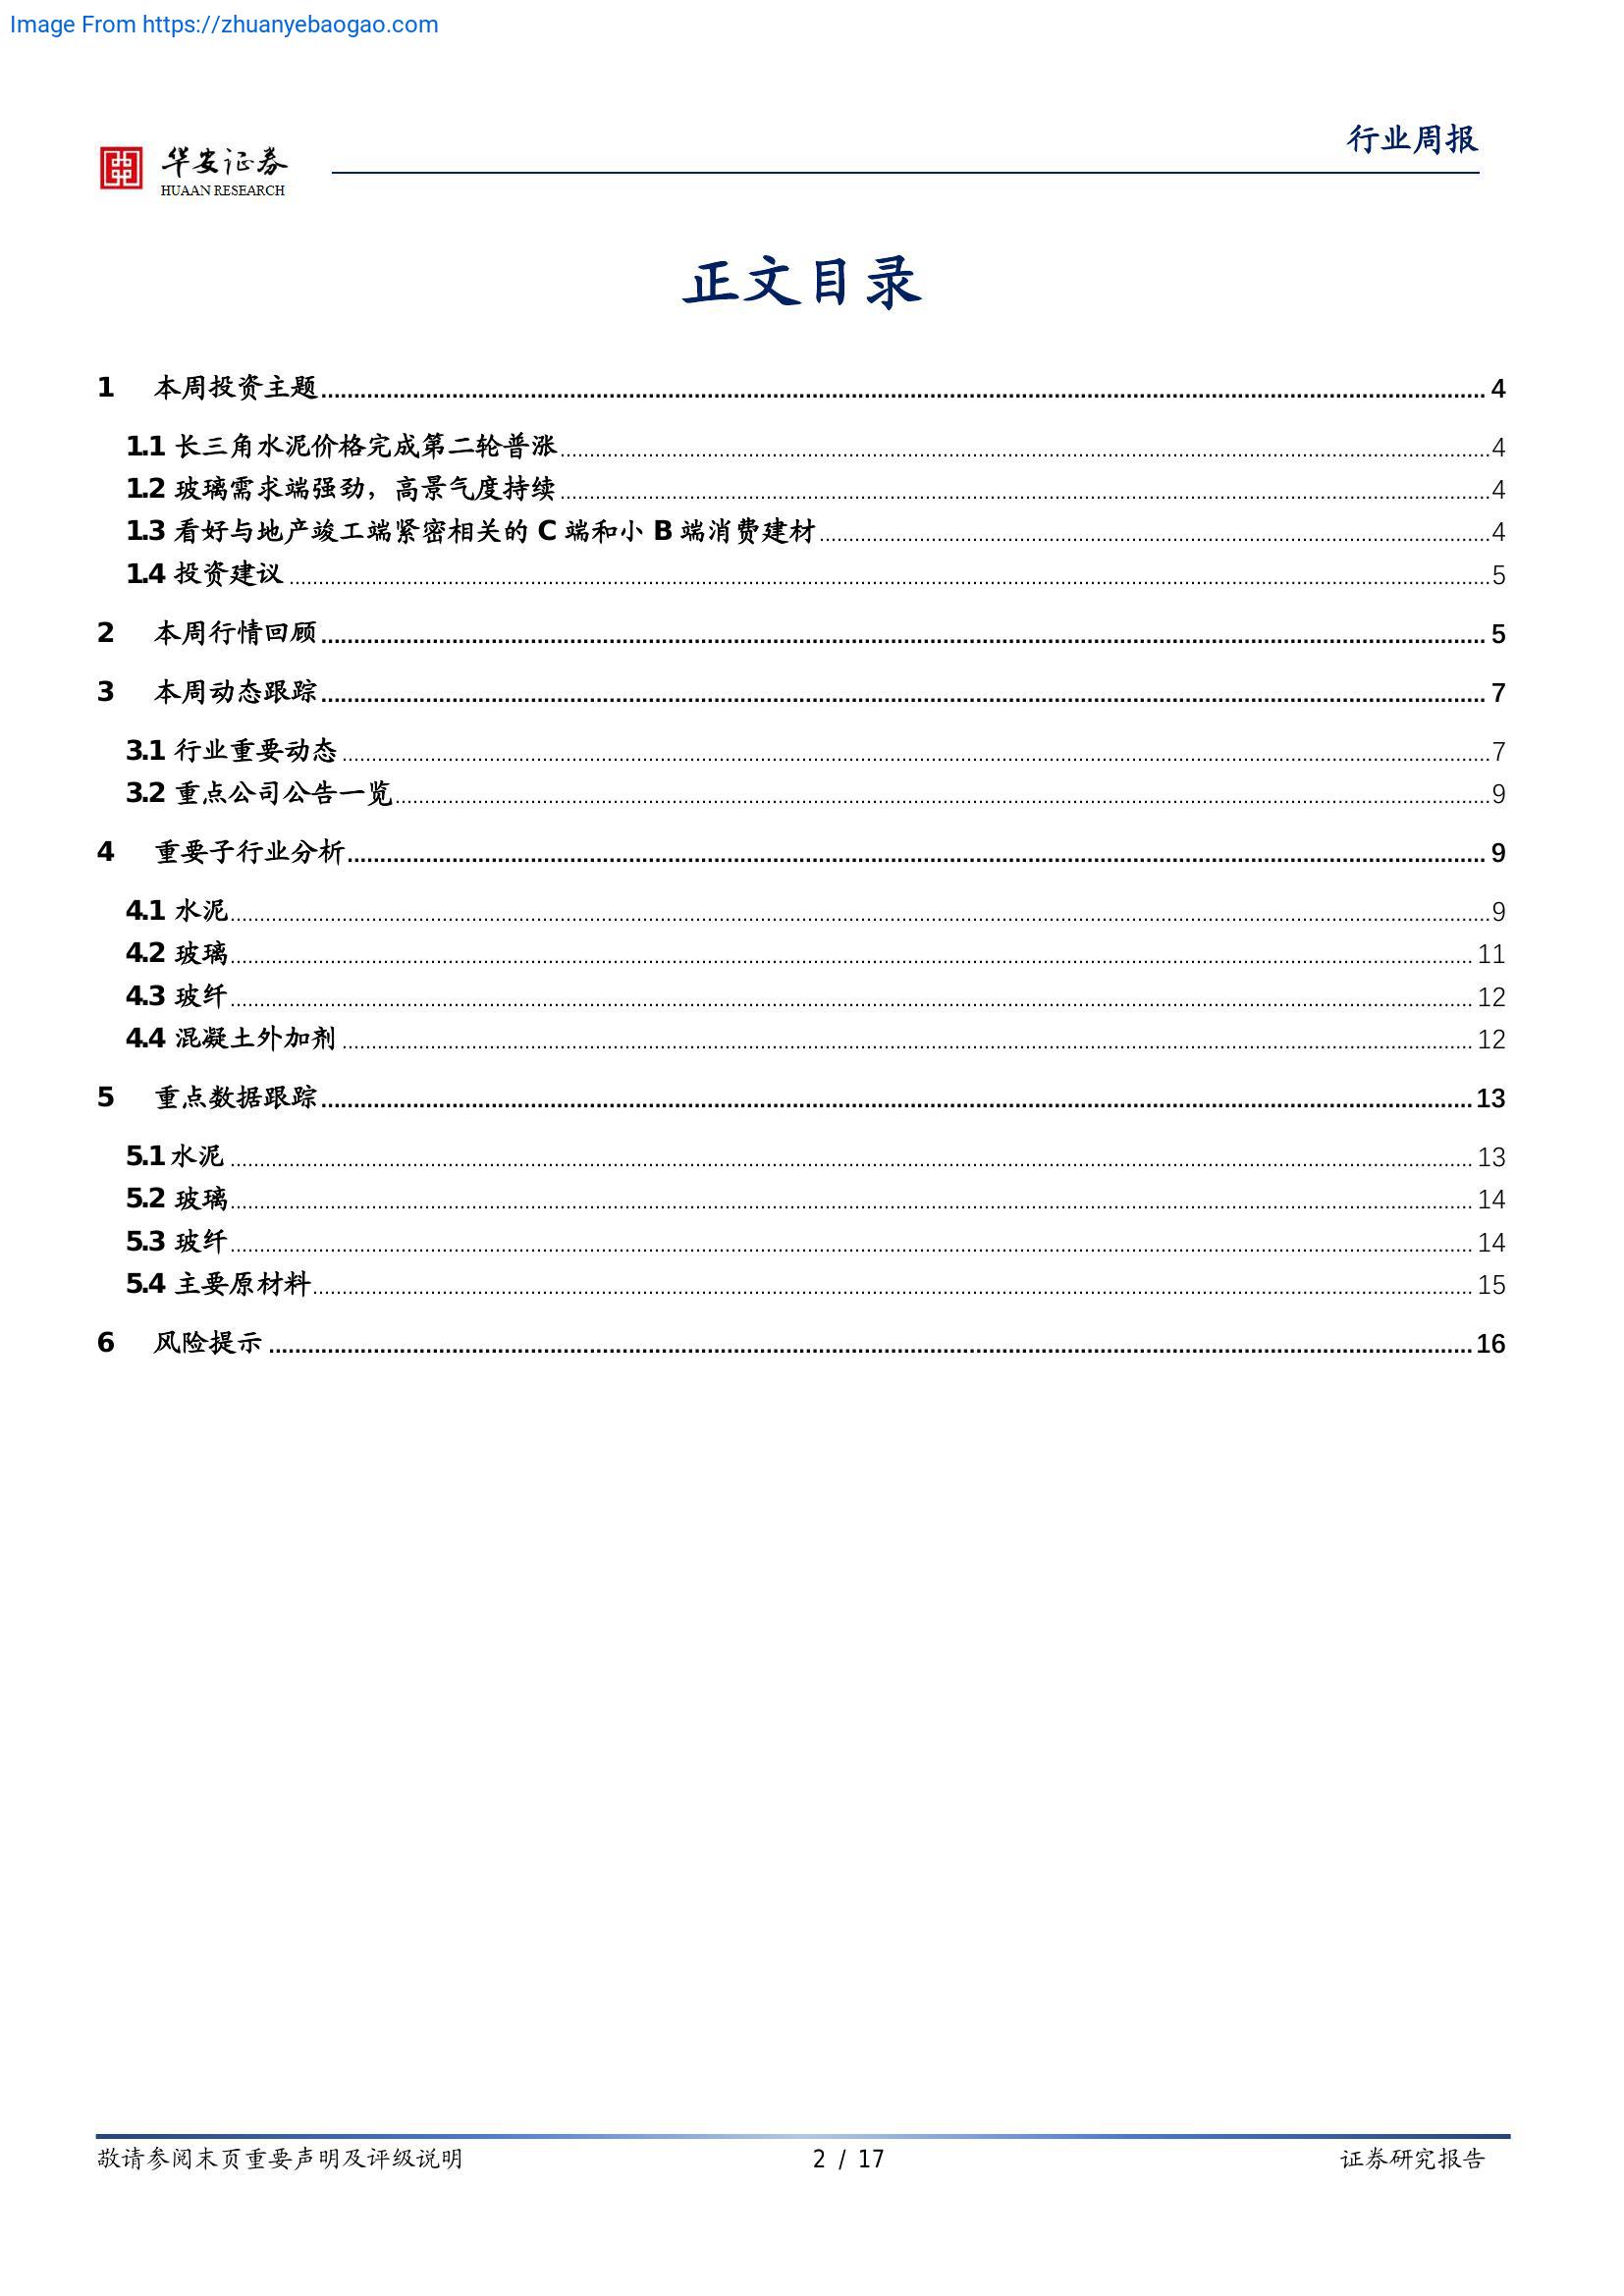 Image From https://zhuanyebaogao.com
行业周报
华安证券
HUAAN RESEARCH
正文目录
1 本周投资主题 4
1.1 长三角水泥价格完成第二轮普涨 4
1.2 玻璃需求端强劲，高景气度持续 4
1.3 看好与地产竣工端紧密相关的 C 端和小 B 端消费建材 4
1.4 投资建议 5
2 本周行情回顾 5
3 本周动态跟踪 7
3.1 行业重要动态 7
3.2 重点公司公告一览 9
4 重要子行业分析 9
4.1 水泥 9
4.2 玻璃 11
4.3 玻纤 12
4.4 混凝土外加剂 12
5 重点数据跟踪 13
5.1 水泥 13
5.2 玻璃 14
5.3 玻纤 14
5.4 主要原材料 15
6 风险提示 16
敬请参阅末页重要声明及评级说明 2 / 17 证券研究报告